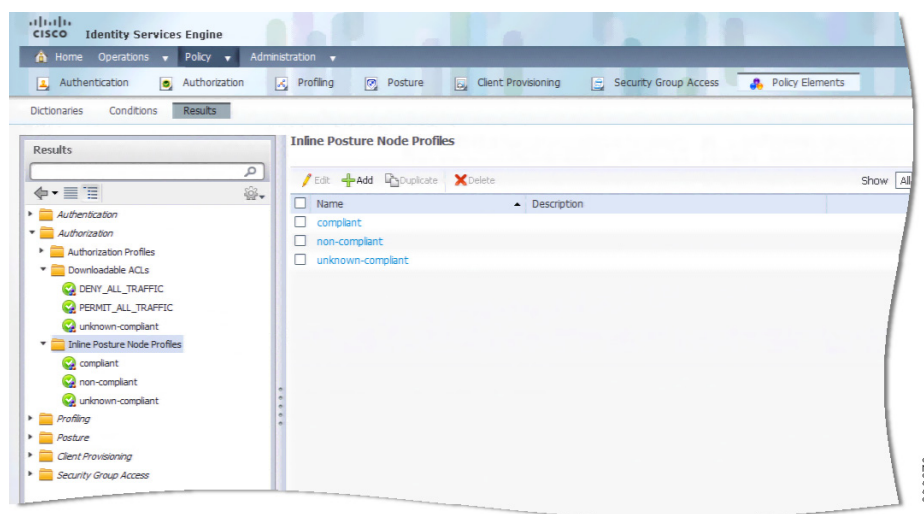 CISCO Identity Services Engine
Home Operations Policy Administration
Authentication Authorization Profiling Posture Client Provisioning Security Group Access Policy Elements
Dictionaries Conditions Results
Results
Authentication
Authorization
Authorization Profiles
Downloadable ACLs
DENY_ALL_TRAFFIC
PERMIT_ALL_TRAFFIC
unknown-compliant
Inline Posture Node Profiles
compliant
non-compliant
unknown-compliant
Profiling
Posture
Client Provisioning
Security Group Access
Inline Posture Node Profiles
Edit Add Duplicate Delete Show
Name Description
compliant
non-compliant
unknown-compliant